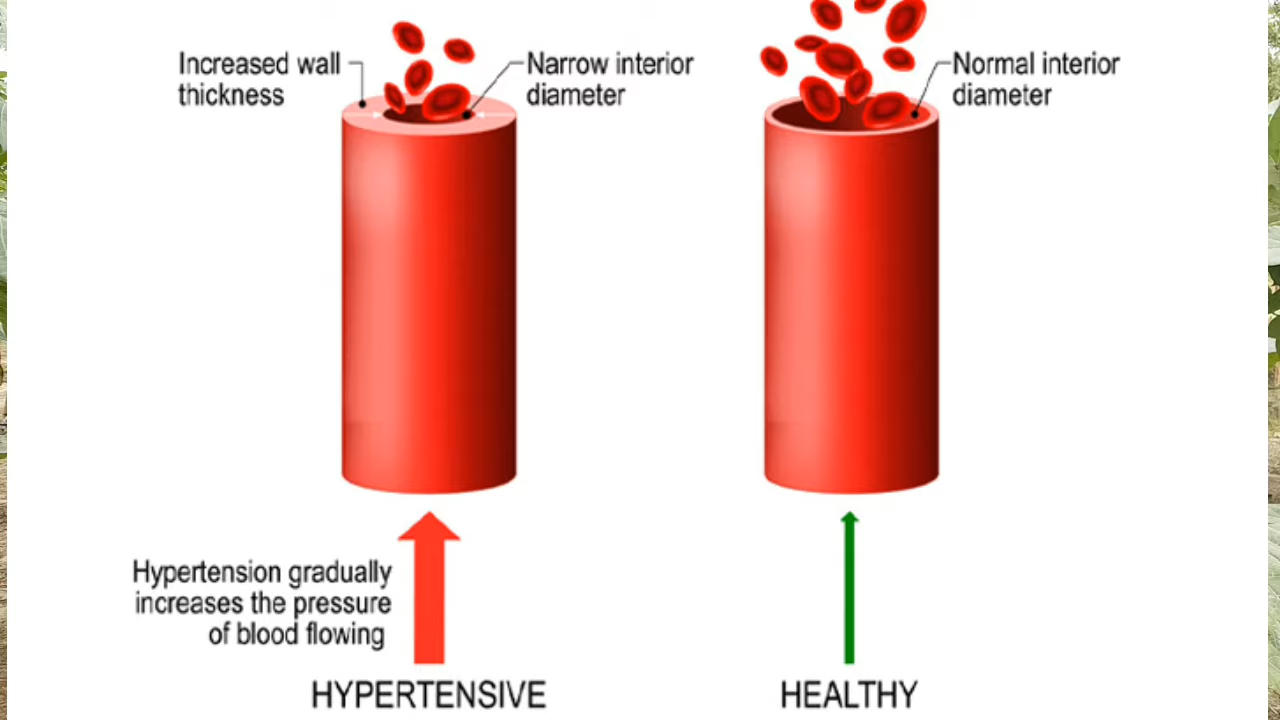 Increased wall
thickness
Narrow interior
diameter
Normal interior
diameter
Hypertension gradually
increases the pressure
of blood flowing
HYPERTENSIVE
HEALTHY